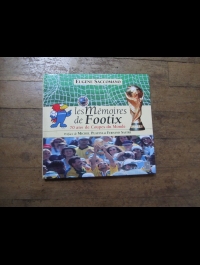 EUGÈNE SACCOMANO
les Mémoires
de Footix
70 ans de Coupes du Monde